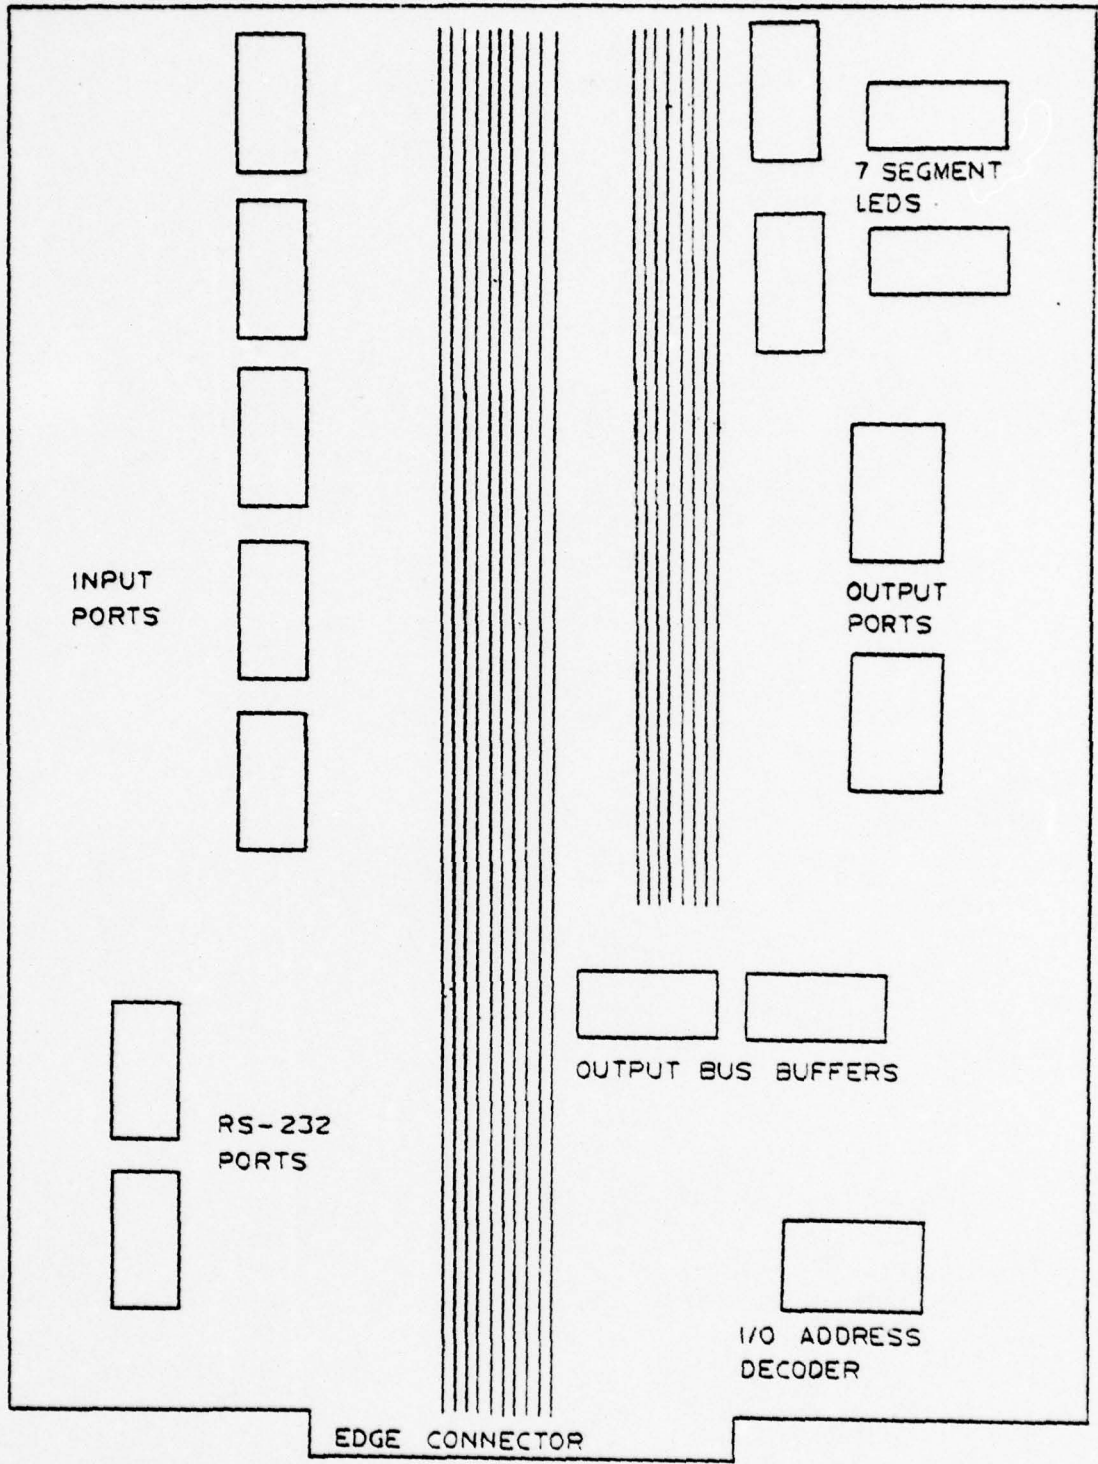 7 SEGMENT
LEDS
INPUT
PORTS
OUTPUT
PORTS
OUTPUT BUS BUFFERS
RS-232
PORTS
I/O ADDRESS
DECODER
EDGE CONNECTOR